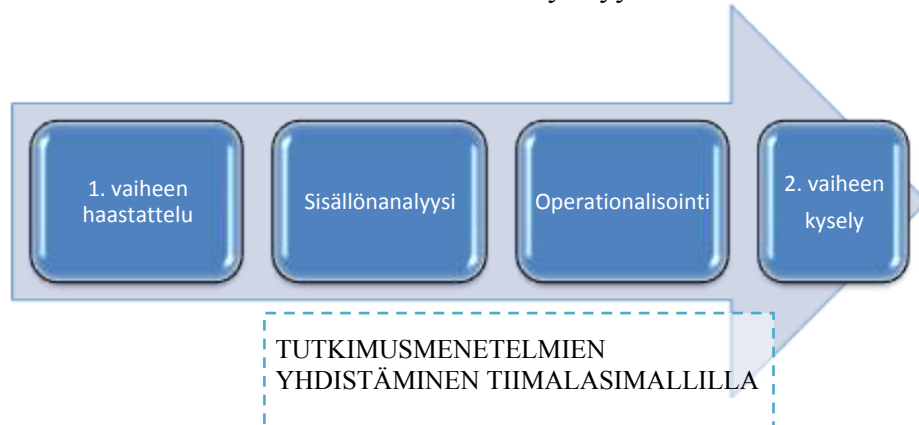 1. vaiheen
haastattelu
Sisällönanalyysi
Operationalisointi
2. vaiheen
kysely
TUTKIMUSMENETELMIEN
YHDISTÄMINEN TIIMALASIMALLILLA